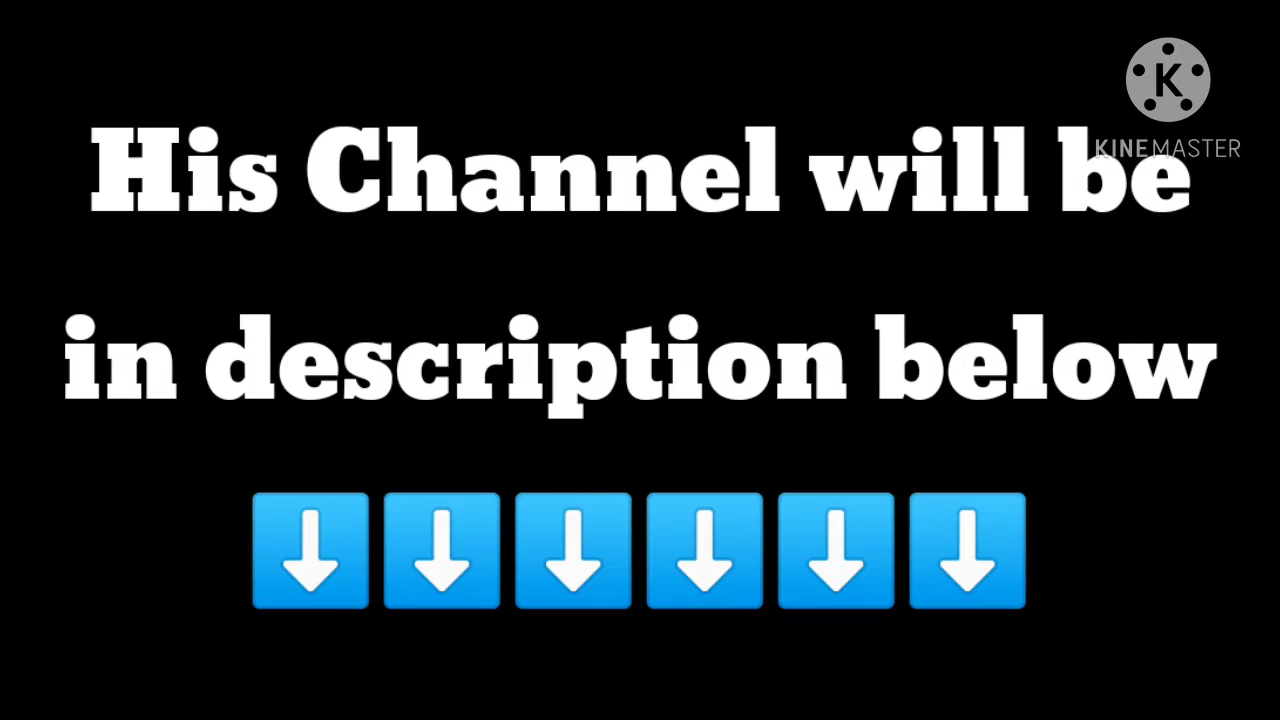 K
KINEMASTER
His Channel will be
in description below
⬇️⬇️⬇️⬇️⬇️⬇️